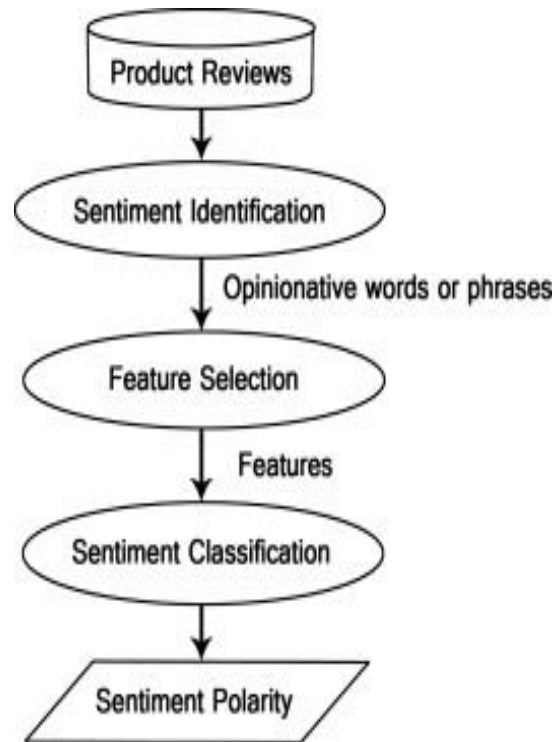 Product Reviews
Sentiment Identification
Opinionative words or phrases
Feature Selection
Features
Sentiment Classification
Sentiment Polarity